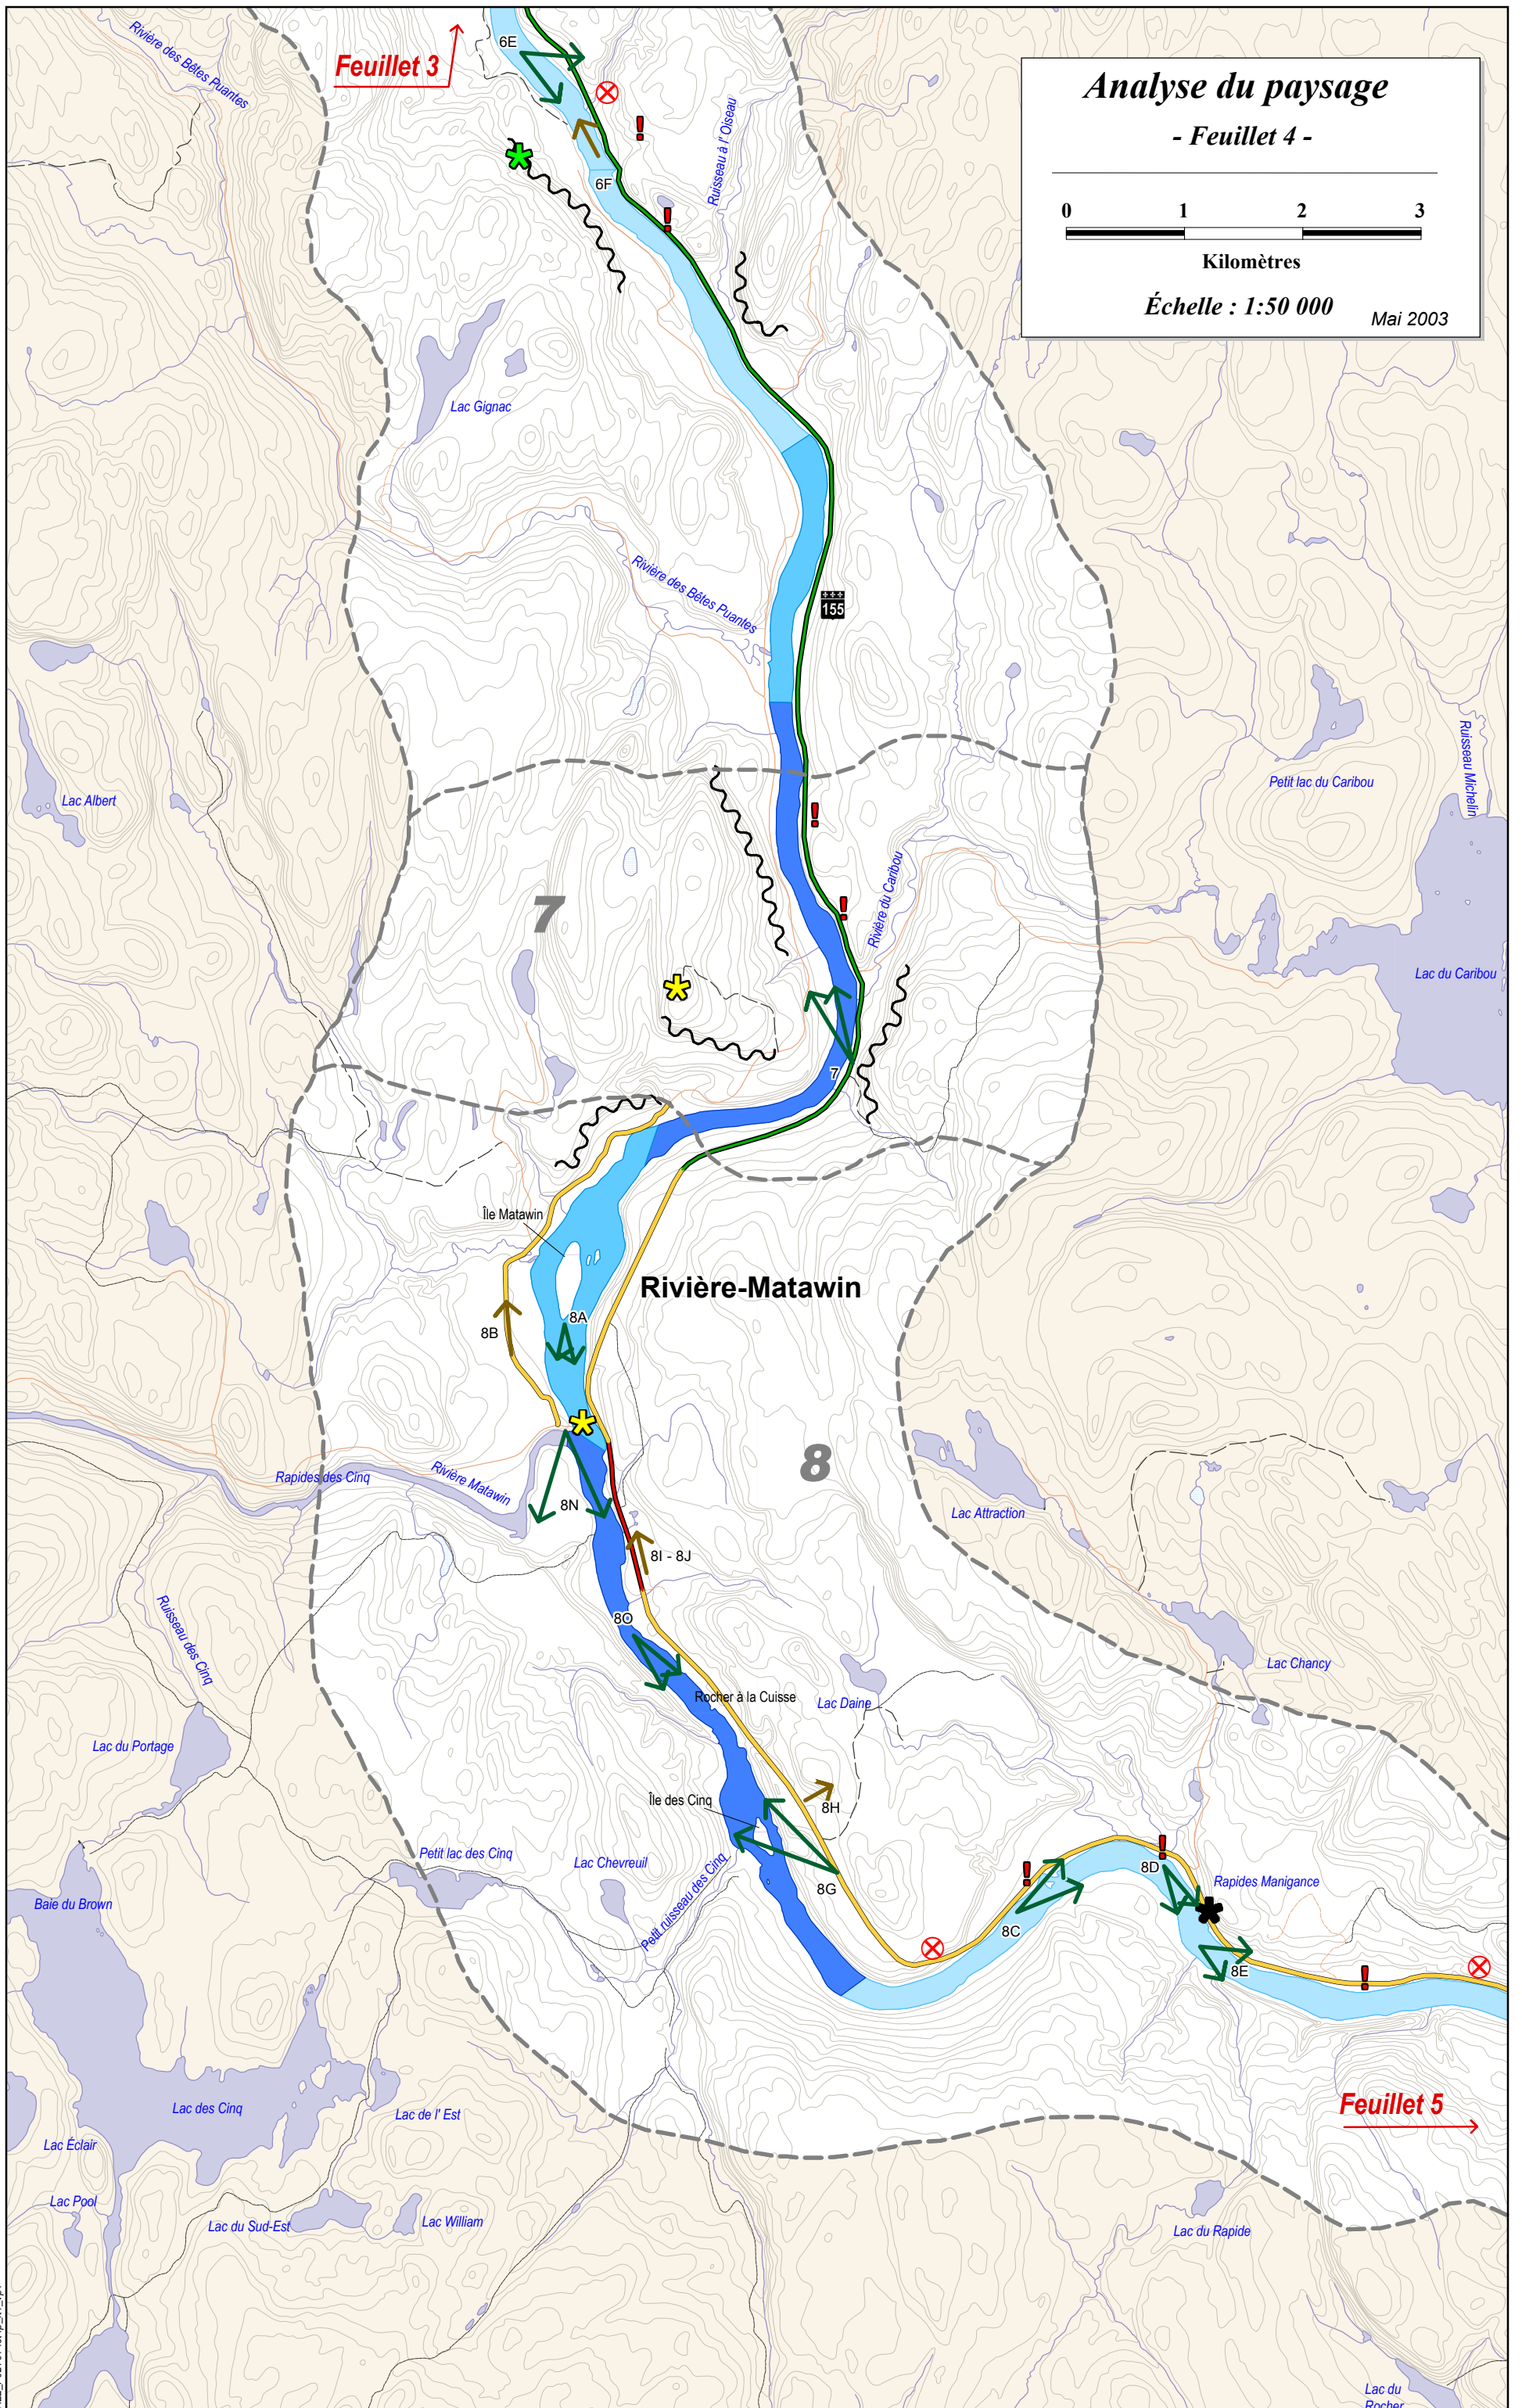 Rivière des Bêtes Puantes
Feuillet 3
6E
Ruisseau à l' Oiseau
6F
Analyse du paysage
- Feuillet 4 -
0 1 2 3
Kilomètres
Échelle : 1:50 000
Mai 2003
Lac Gignac
Rivière des Bêtes Puantes
155
Lac Albert
Petit lac du Caribou
Ruisseau Michelin
7
Rivière du Caribou
Lac du Caribou
7
Île Matawin
Rivière-Matawin
8A
8B
8
Rapides des Cinq
Rivière Matawin
8N
Lac Attraction
8I - 8J
Ruisseau des Cinq
8O
Lac Chancy
Rocher à la Cuisse
Lac Daine
Lac du Portage
Île des Cinq
8H
Petit lac des Cinq
Lac Chevreuil
8G
8D
Rapides Manigance
Baie du Brown
Petit ruisseau des Cinq
8C
8E
Lac des Cinq
Lac de l' Est
Feuillet 5
Lac Éclair
Lac Pool
Lac du Sud-Est
Lac William
Lac du Rapide
Lac du
Rocher